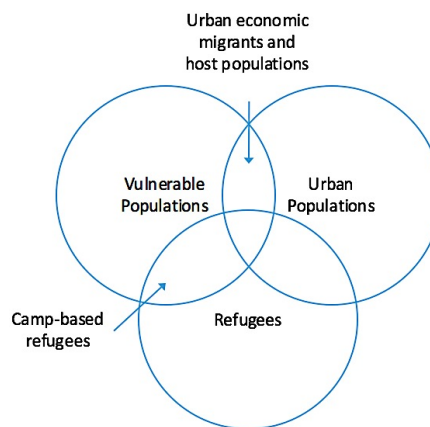 Urban economic
migrants and
host populations
Vulnerable
Populations
Urban
Populations
Camp-based
refugees
Refugees